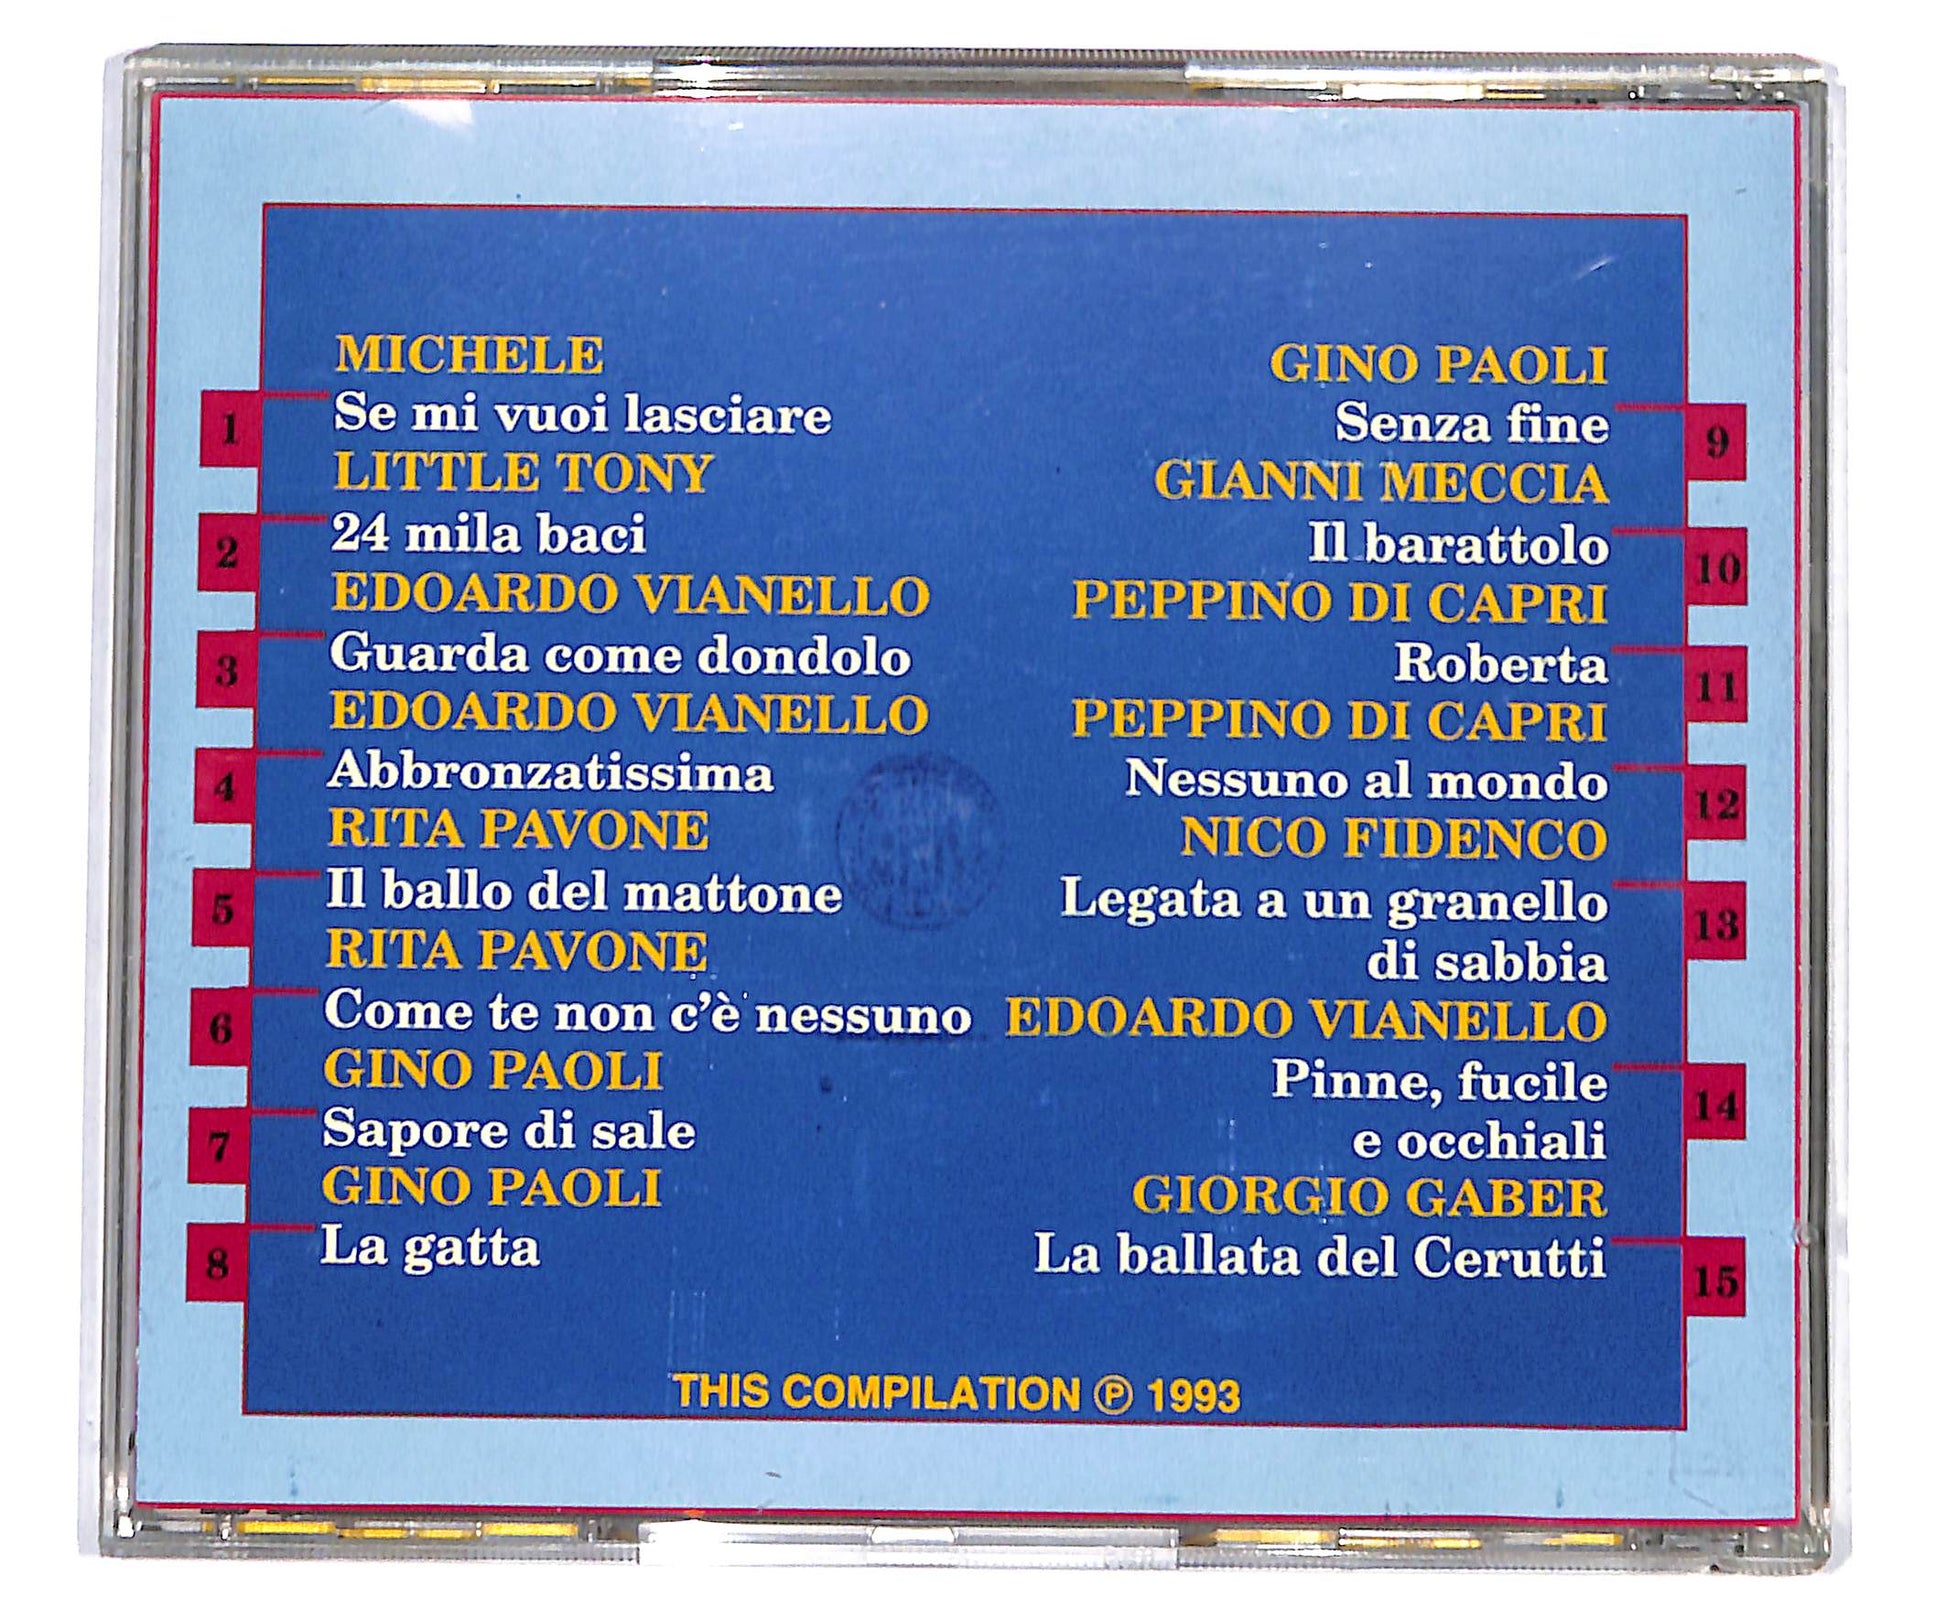 MICHELE
1 Se mi vuoi lasciare
LITTLE TONY
2 24 mila baci
EDOARDO VIANELLO
3 Guarda come dondolo
EDOARDO VIANELLO
4 Abbronzatissima
RITA PAVONE
5 Il ballo del mattone
RITA PAVONE
6 Come te non c’è nessuno
GINO PAOLI
7 Sapore di sale
GINO PAOLI
8 La gatta
GINO PAOLI
Senza fine 9
GIANNI MECCIA
Il barattolo 10
PEPPINO DI CAPRI
Roberta 11
PEPPINO DI CAPRI
Nessuno al mondo 12
NICO FIDENCO
Legata a un granello 13
di sabbia
EDOARDO VIANELLO
Pinne, fucile 14
e occhiali
GIORGIO GABER
La ballata del Cerutti 15
THIS COMPILATION ℗ 1993